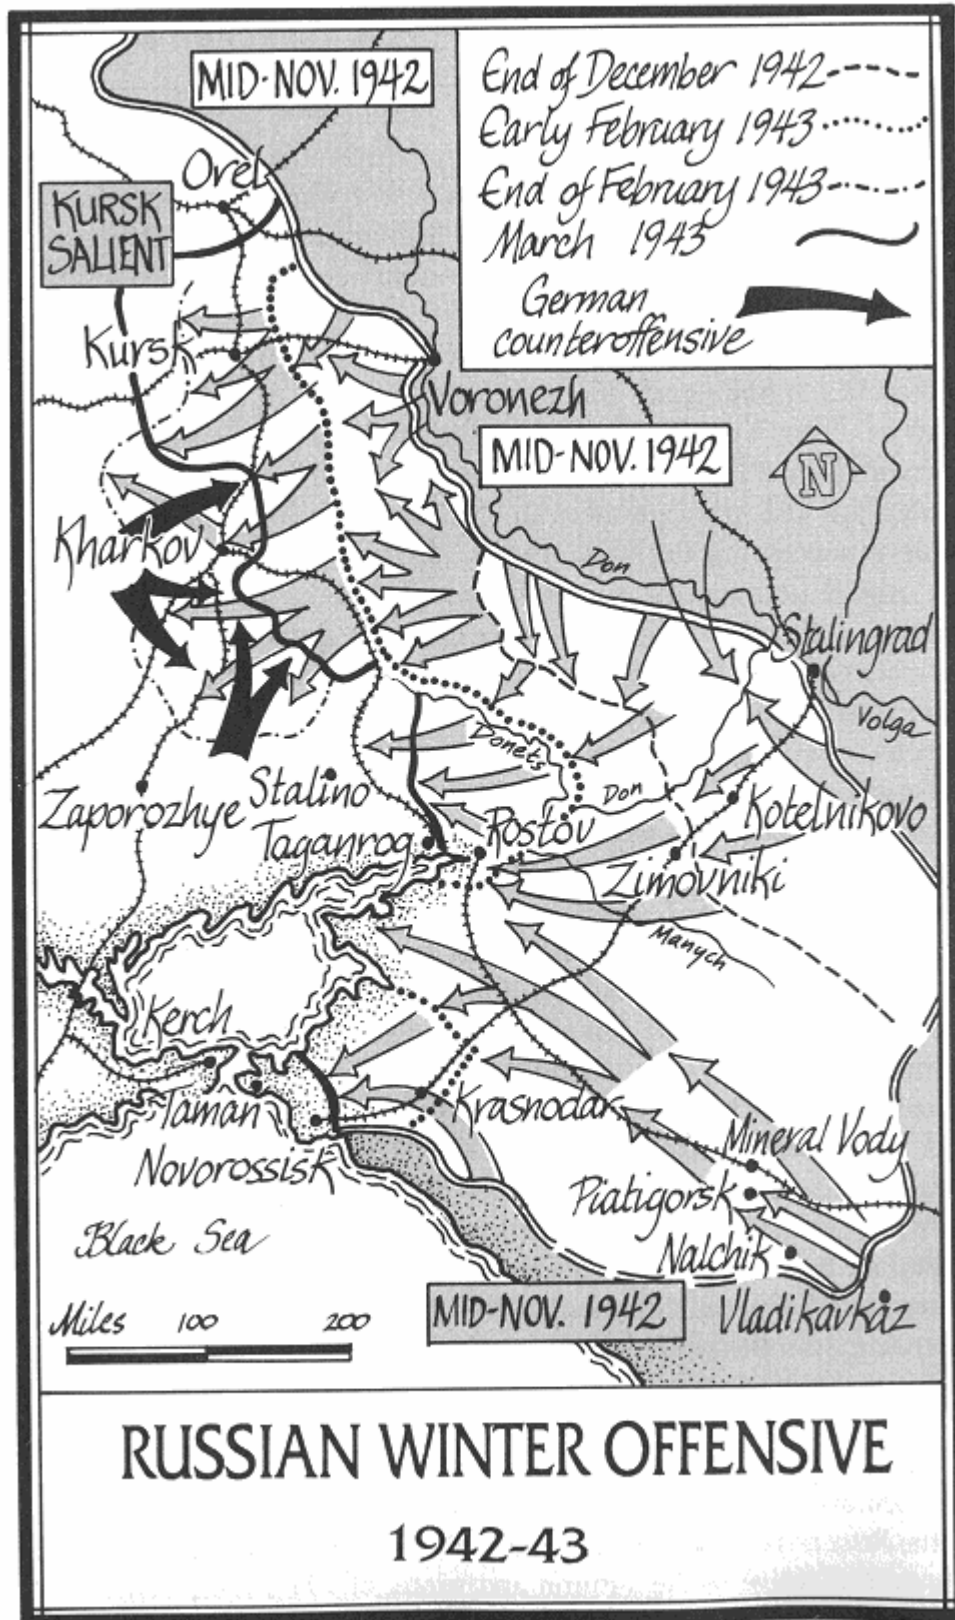 MID-NOV. 1942
End of December 1942
Early February 1943
End of February 1943
March 1943
German
counteroffensive
Orel
KURSK
SALIENT
Kursk
Voronezh
MID-NOV. 1942
N
Kharkov
Don
Stalingrad
Volga
Donets
Don
Zaporozhye
Stalino
Taganrog
Rostov
Kotelnikovo
Zimovniki
Manych
Kerch
Taman
Krasnodar
Novorossisk
Mineral Vody
Piatigorsk
Nalchik
Black Sea
MID-NOV. 1942
Vladikavkaz
Miles 100 200
RUSSIAN WINTER OFFENSIVE
1942-43